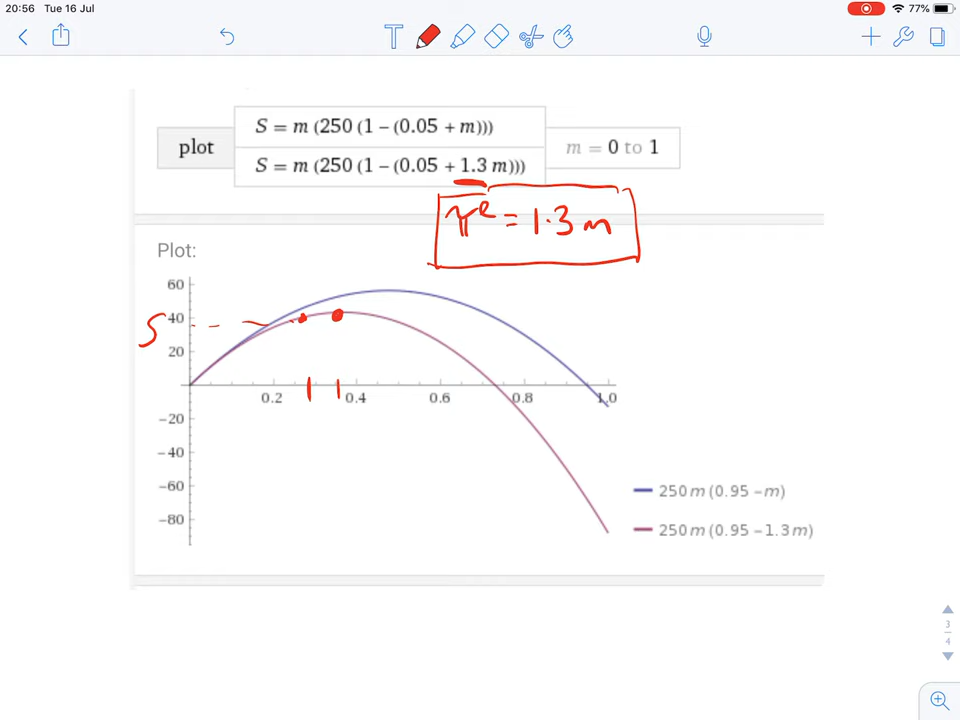 20:56 Tue 16 Jul 77%
T
plot
S = m (250 (1 − (0.05 + m)))
S = m (250 (1 − (0.05 + 1.3 m)))
m = 0 to 1
π^e = 1.3 m
Plot:
60
40
20
−20
−40
−60
−80
0.2 0.4 0.6 0.8 1.0
S
250 m (0.95 − m)
250 m (0.95 − 1.3 m)
3
4